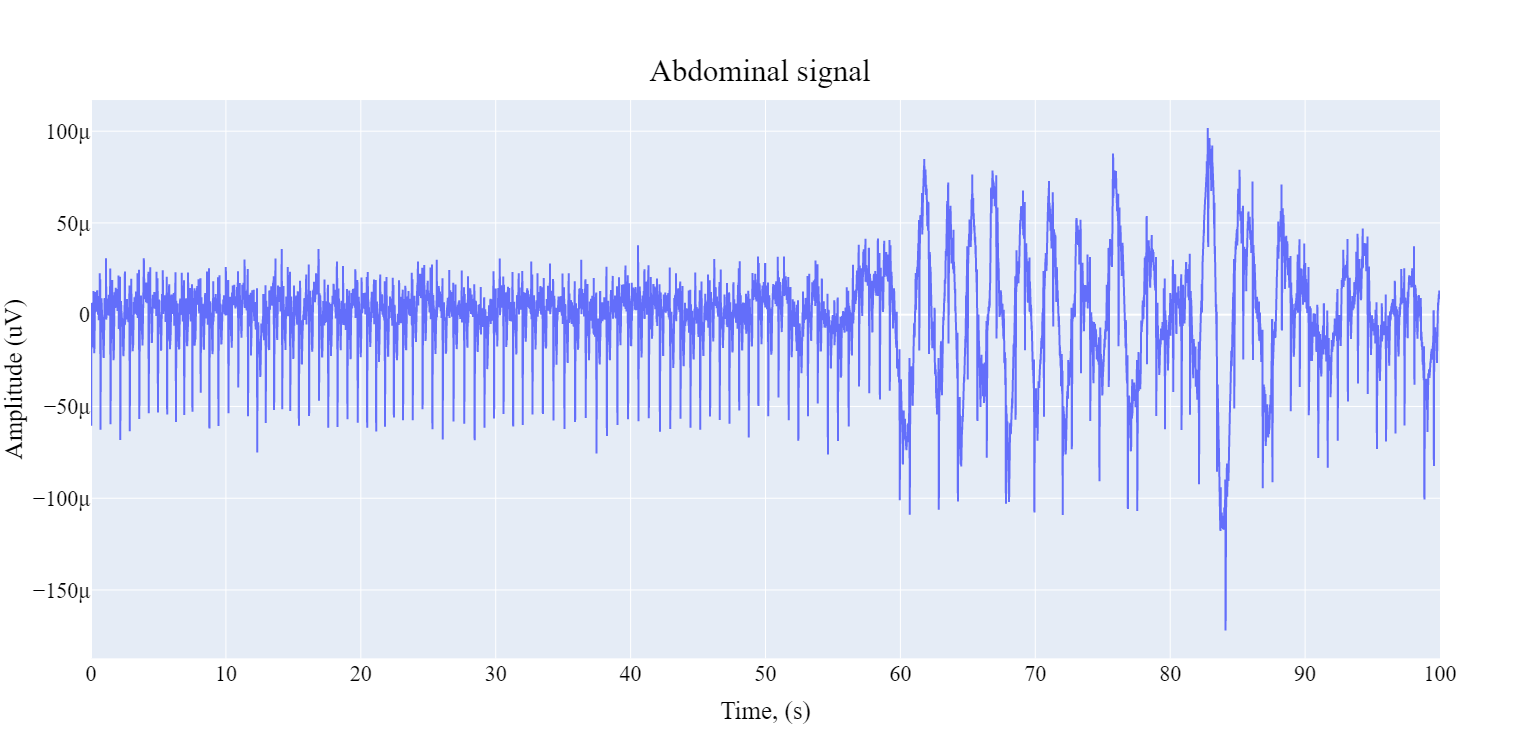 Abdominal signal
100μ
50μ
0
−50μ
−100μ
−150μ
Amplitude (uV)
0 10 20 30 40 50 60 70 80 90 100
Time, (s)